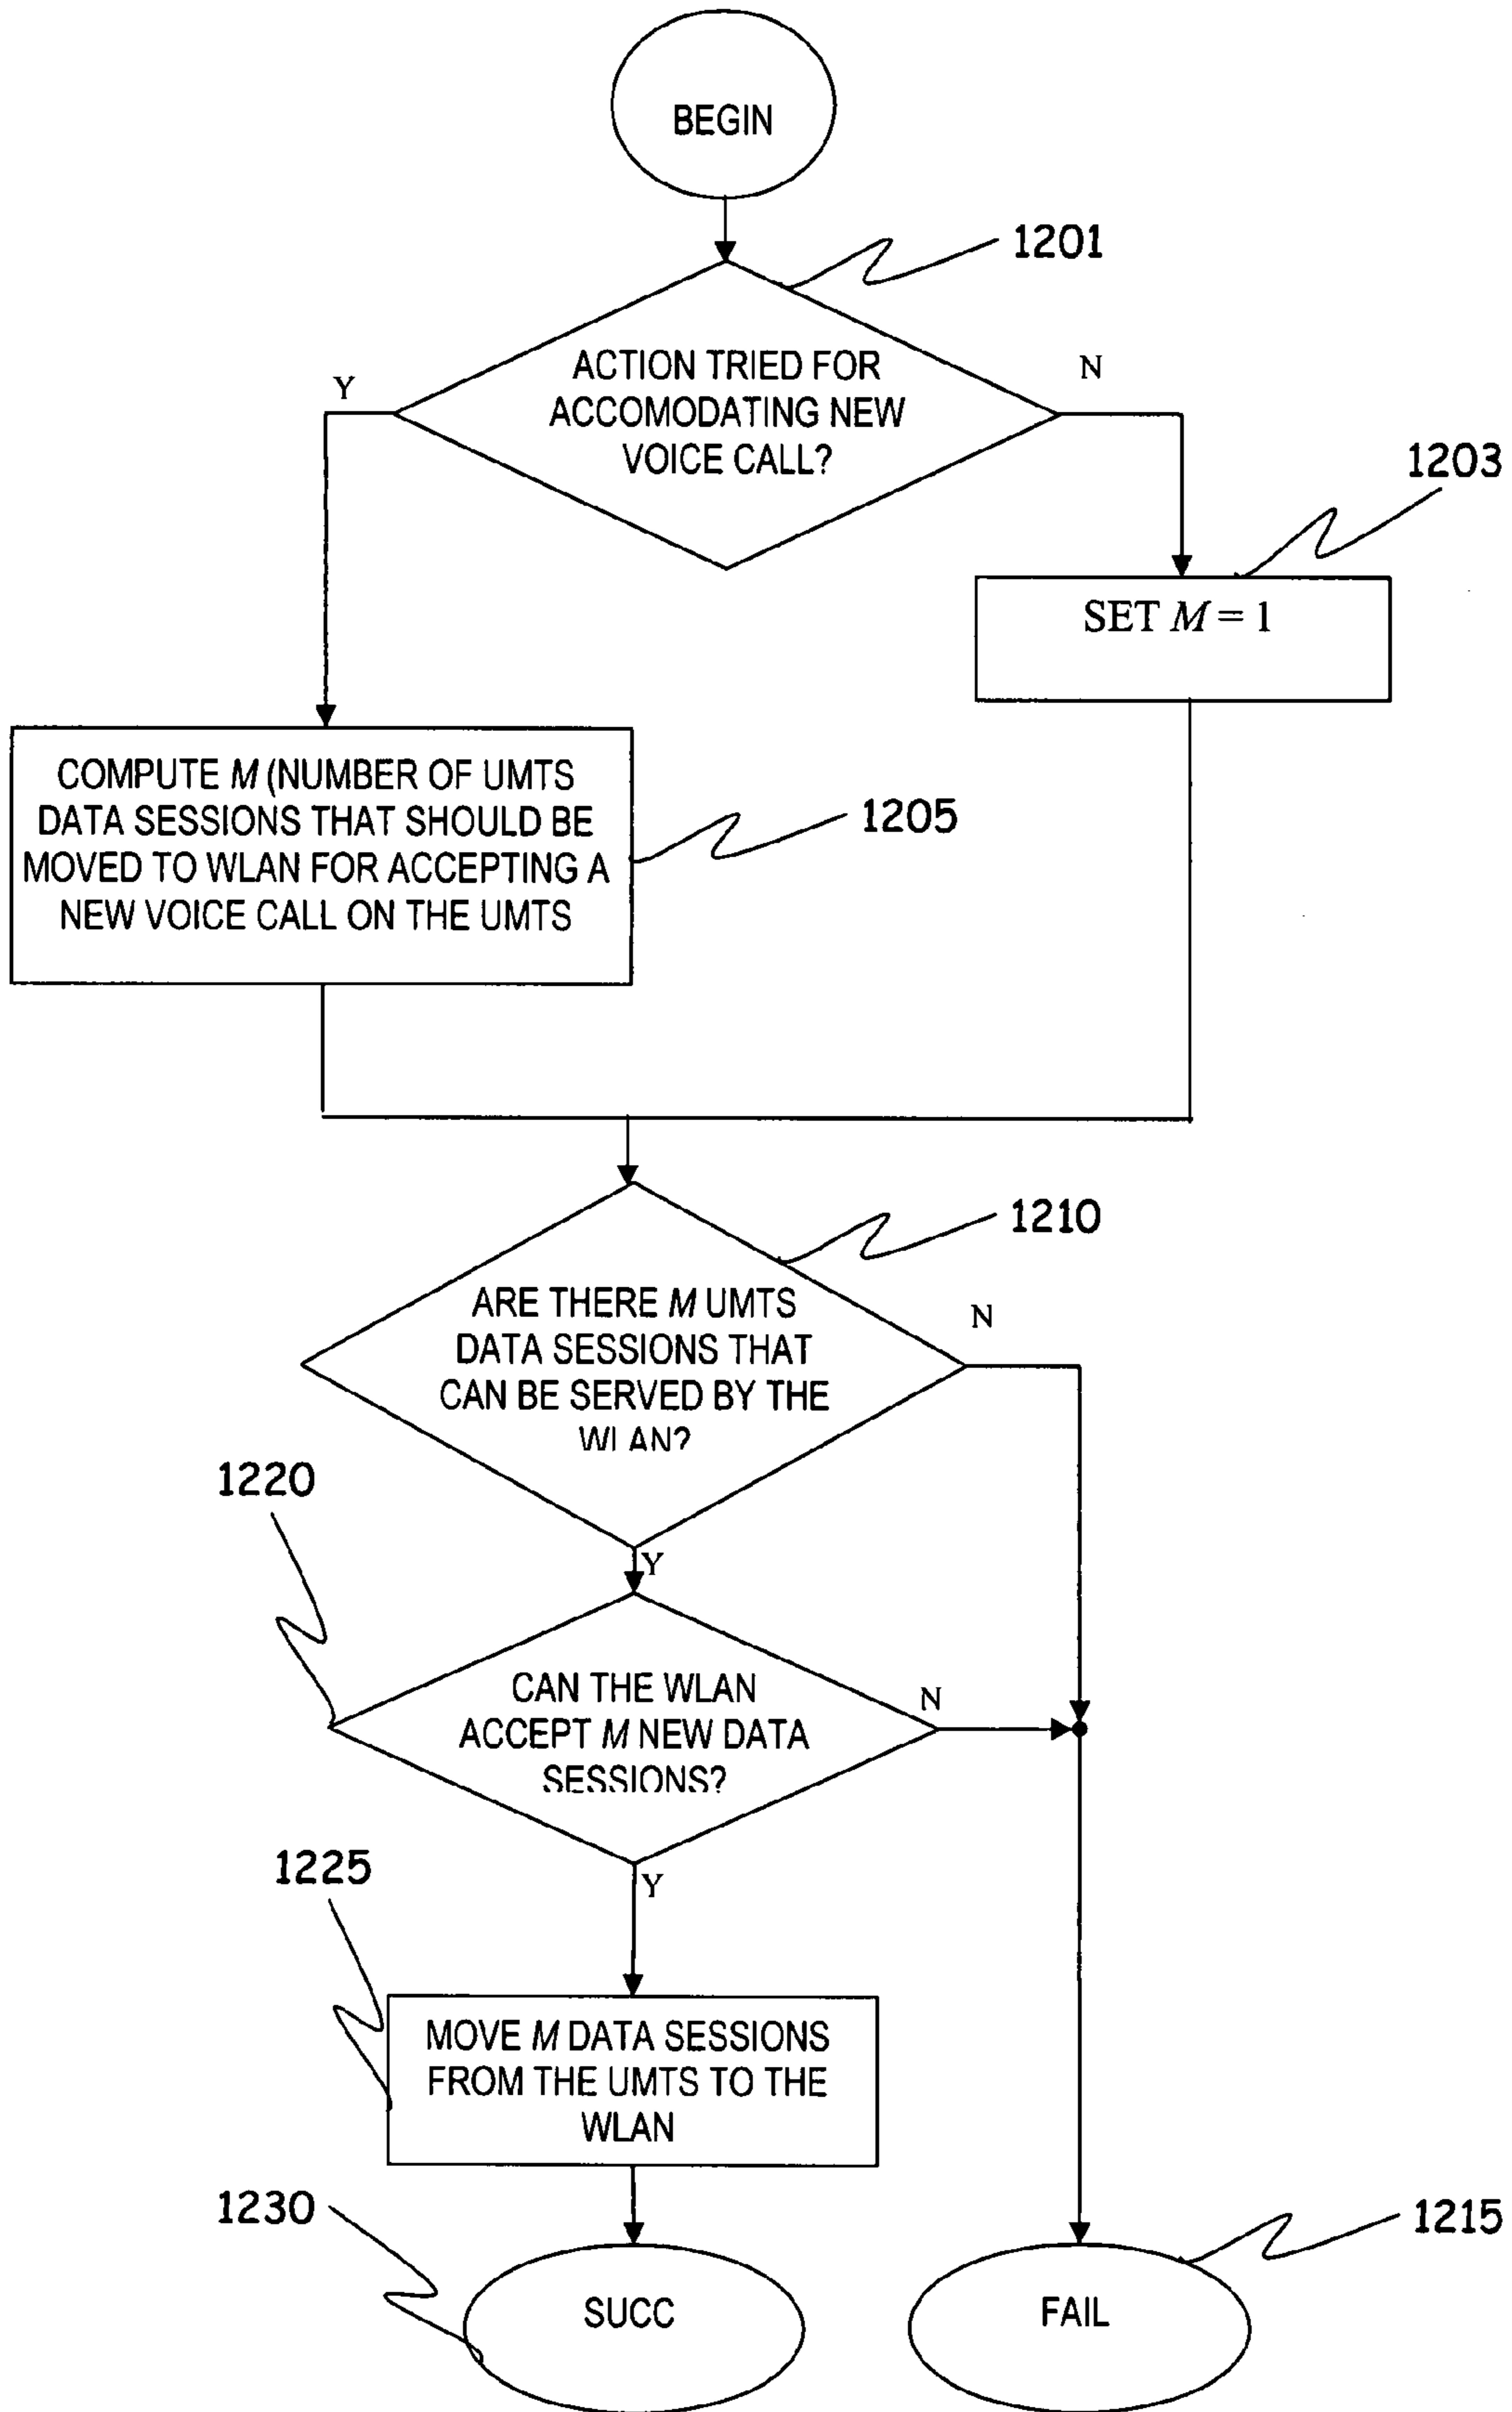 BEGIN
1201
ACTION TRIED FOR
ACCOMODATING NEW
VOICE CALL?
Y
N
1203
SET M = 1
COMPUTE M (NUMBER OF UMTS
DATA SESSIONS THAT SHOULD BE
MOVED TO WLAN FOR ACCEPTING A
NEW VOICE CALL ON THE UMTS
1205
1210
ARE THERE M UMTS
DATA SESSIONS THAT
CAN BE SERVED BY THE
WLAN?
N
Y
1220
CAN THE WLAN
ACCEPT M NEW DATA
SESSIONS?
N
Y
1225
MOVE M DATA SESSIONS
FROM THE UMTS TO THE
WLAN
1230
SUCC
1215
FAIL